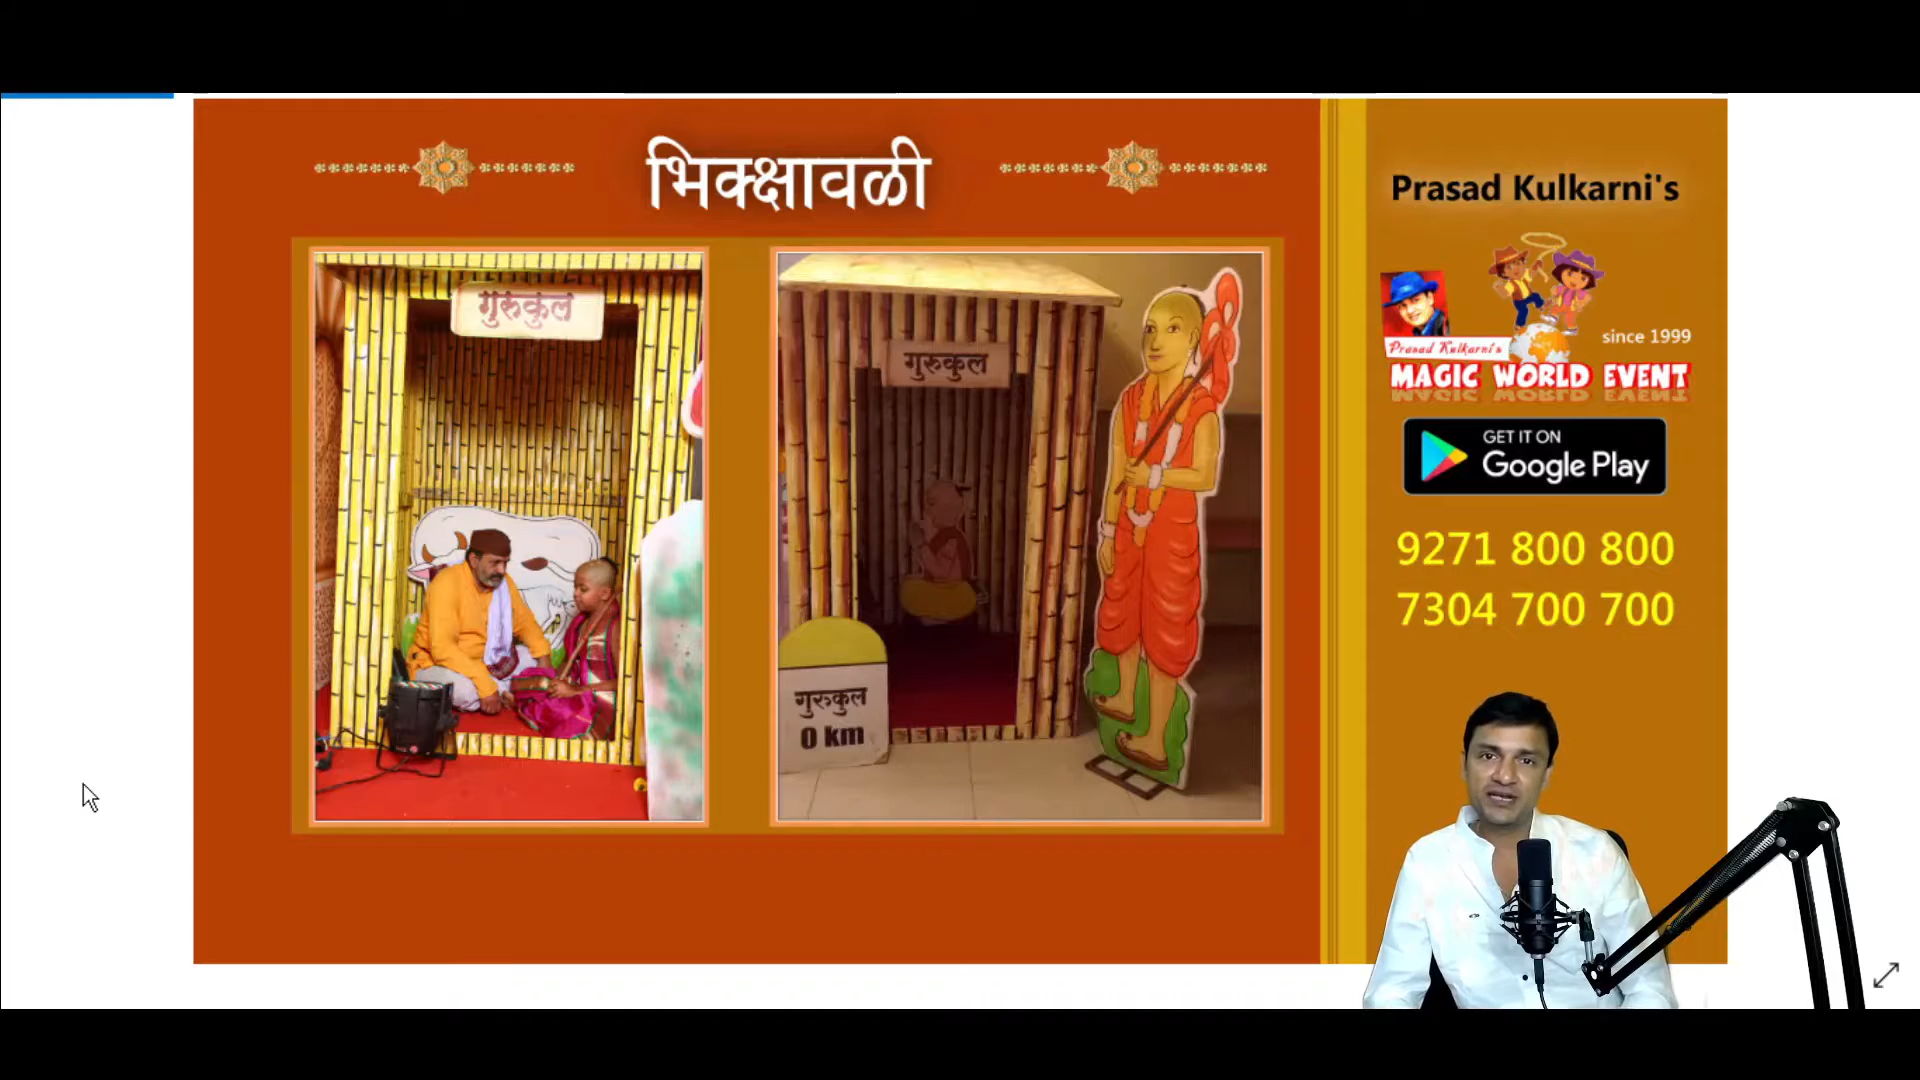 भिक्क्षावळी
गुरुकुल
गुरुकुल
गुरुकुल
0 km
Prasad Kulkarni's
since 1999
Prasad Kulkarni's
MAGIC WORLD EVENT
GET IT ON
Google Play
9271 800 800
7304 700 700